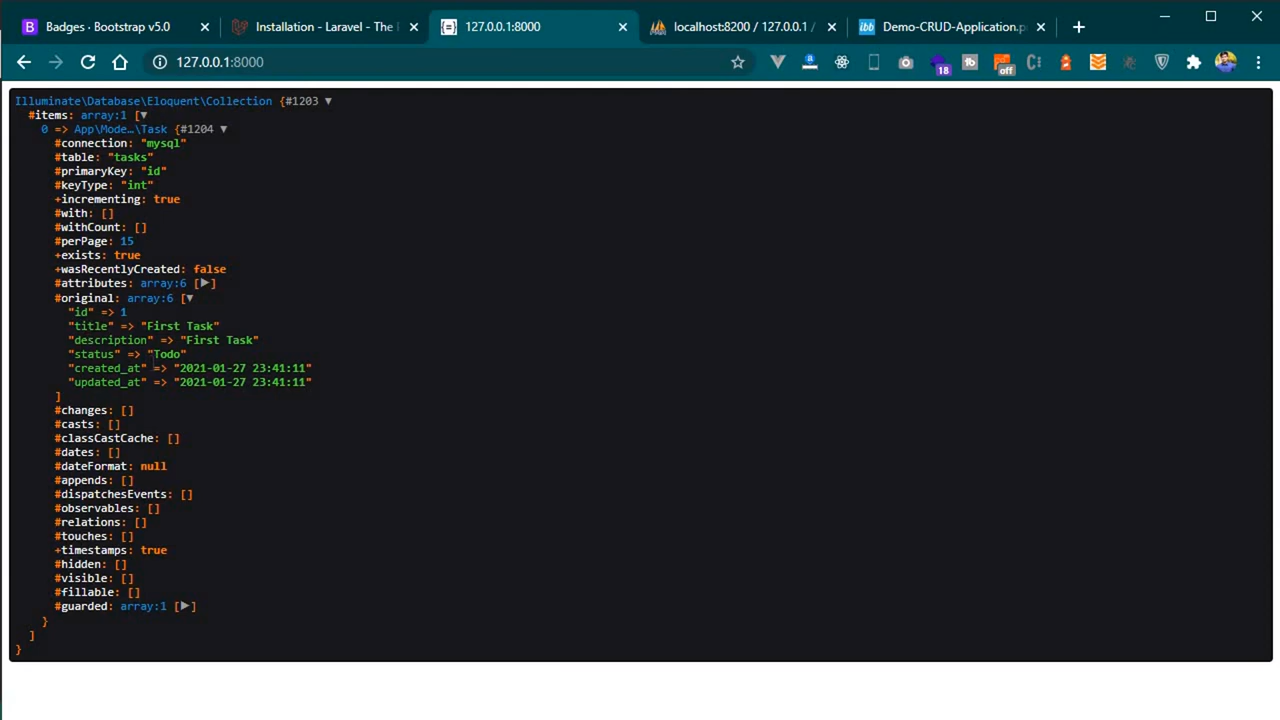 Badges · Bootstrap v5.0
Installation - Laravel - The
127.0.0.1:8000
localhost:8200 / 127.0.0.1 /
Demo-CRUD-Application.p
127.0.0.1:8000
18
off
Illuminate\Database\Eloquent\Collection {#1203 ▼
#items: array:1 [▼
0 => App\Mode…\Task {#1204 ▼
#connection: "mysql"
#table: "tasks"
#primaryKey: "id"
#keyType: "int"
+incrementing: true
#with: []
#withCount: []
#perPage: 15
+exists: true
+wasRecentlyCreated: false
#attributes: array:6 [▶]
#original: array:6 [▼
"id" => 1
"title" => "First Task"
"description" => "First Task"
"status" => "Todo"
"created_at" => "2021-01-27 23:41:11"
"updated_at" => "2021-01-27 23:41:11"
]
#changes: []
#casts: []
#classCastCache: []
#dates: []
#dateFormat: null
#appends: []
#dispatchesEvents: []
#observables: []
#relations: []
#touches: []
+timestamps: true
#hidden: []
#visible: []
#fillable: []
#guarded: array:1 [▶]
}
]
}